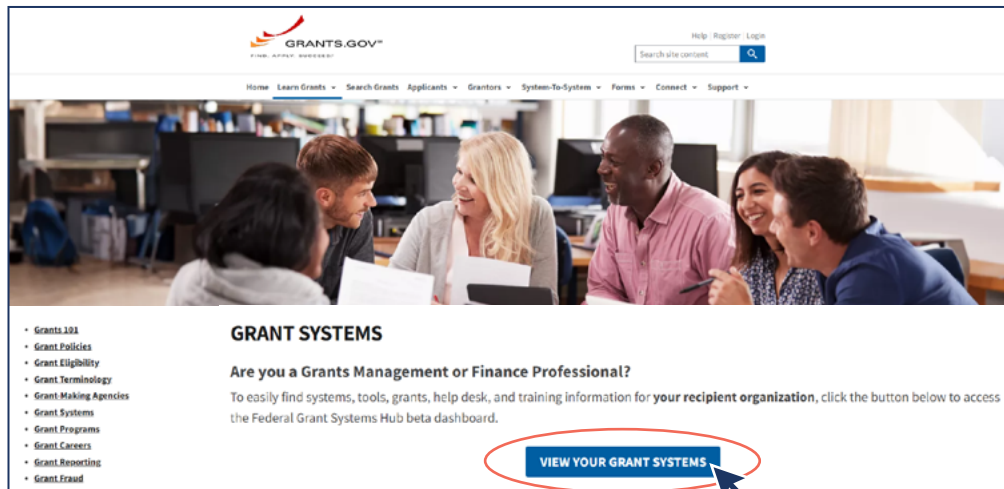 GRANTS.GOV℠
FIND. APPLY. SUCCEED.℠
Help | Register | Login
Search site content
Home Learn Grants Search Grants Applicants Grantors System-To-System Forms Connect Support
GRANT SYSTEMS
Are you a Grants Management or Finance Professional?
To easily find systems, tools, grants, help desk, and training information for your recipient organization, click the button below to access
the Federal Grant Systems Hub beta dashboard.
VIEW YOUR GRANT SYSTEMS
Grants 101
Grant Policies
Grant Eligibility
Grant Terminology
Grant-Making Agencies
Grant Systems
Grant Programs
Grant Careers
Grant Reporting
Grant Fraud